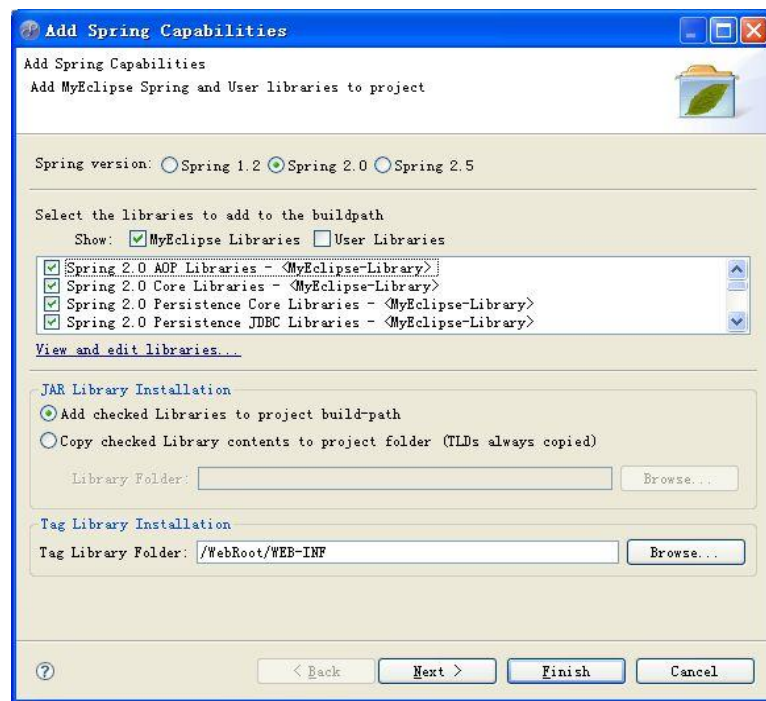 Add Spring Capabilities
Add Spring Capabilities
Add MyEclipse Spring and User libraries to project
Spring version: Spring 1.2 Spring 2.0 Spring 2.5
Select the libraries to add to the buildpath
Show: MyEclipse Libraries User Libraries
Spring 2.0 AOP Libraries - <MyEclipse-Library>
Spring 2.0 Core Libraries - <MyEclipse-Library>
Spring 2.0 Persistence Core Libraries - <MyEclipse-Library>
Spring 2.0 Persistence JDBC Libraries - <MyEclipse-Library>
View and edit libraries...
JAR Library Installation
Add checked Libraries to project build-path
Copy checked Library contents to project folder (TLDs always copied)
Library Folder: Browse...
Tag Library Installation
Tag Library Folder: /WebRoot/WEB-INF Browse...
? < Back Next > Finish Cancel